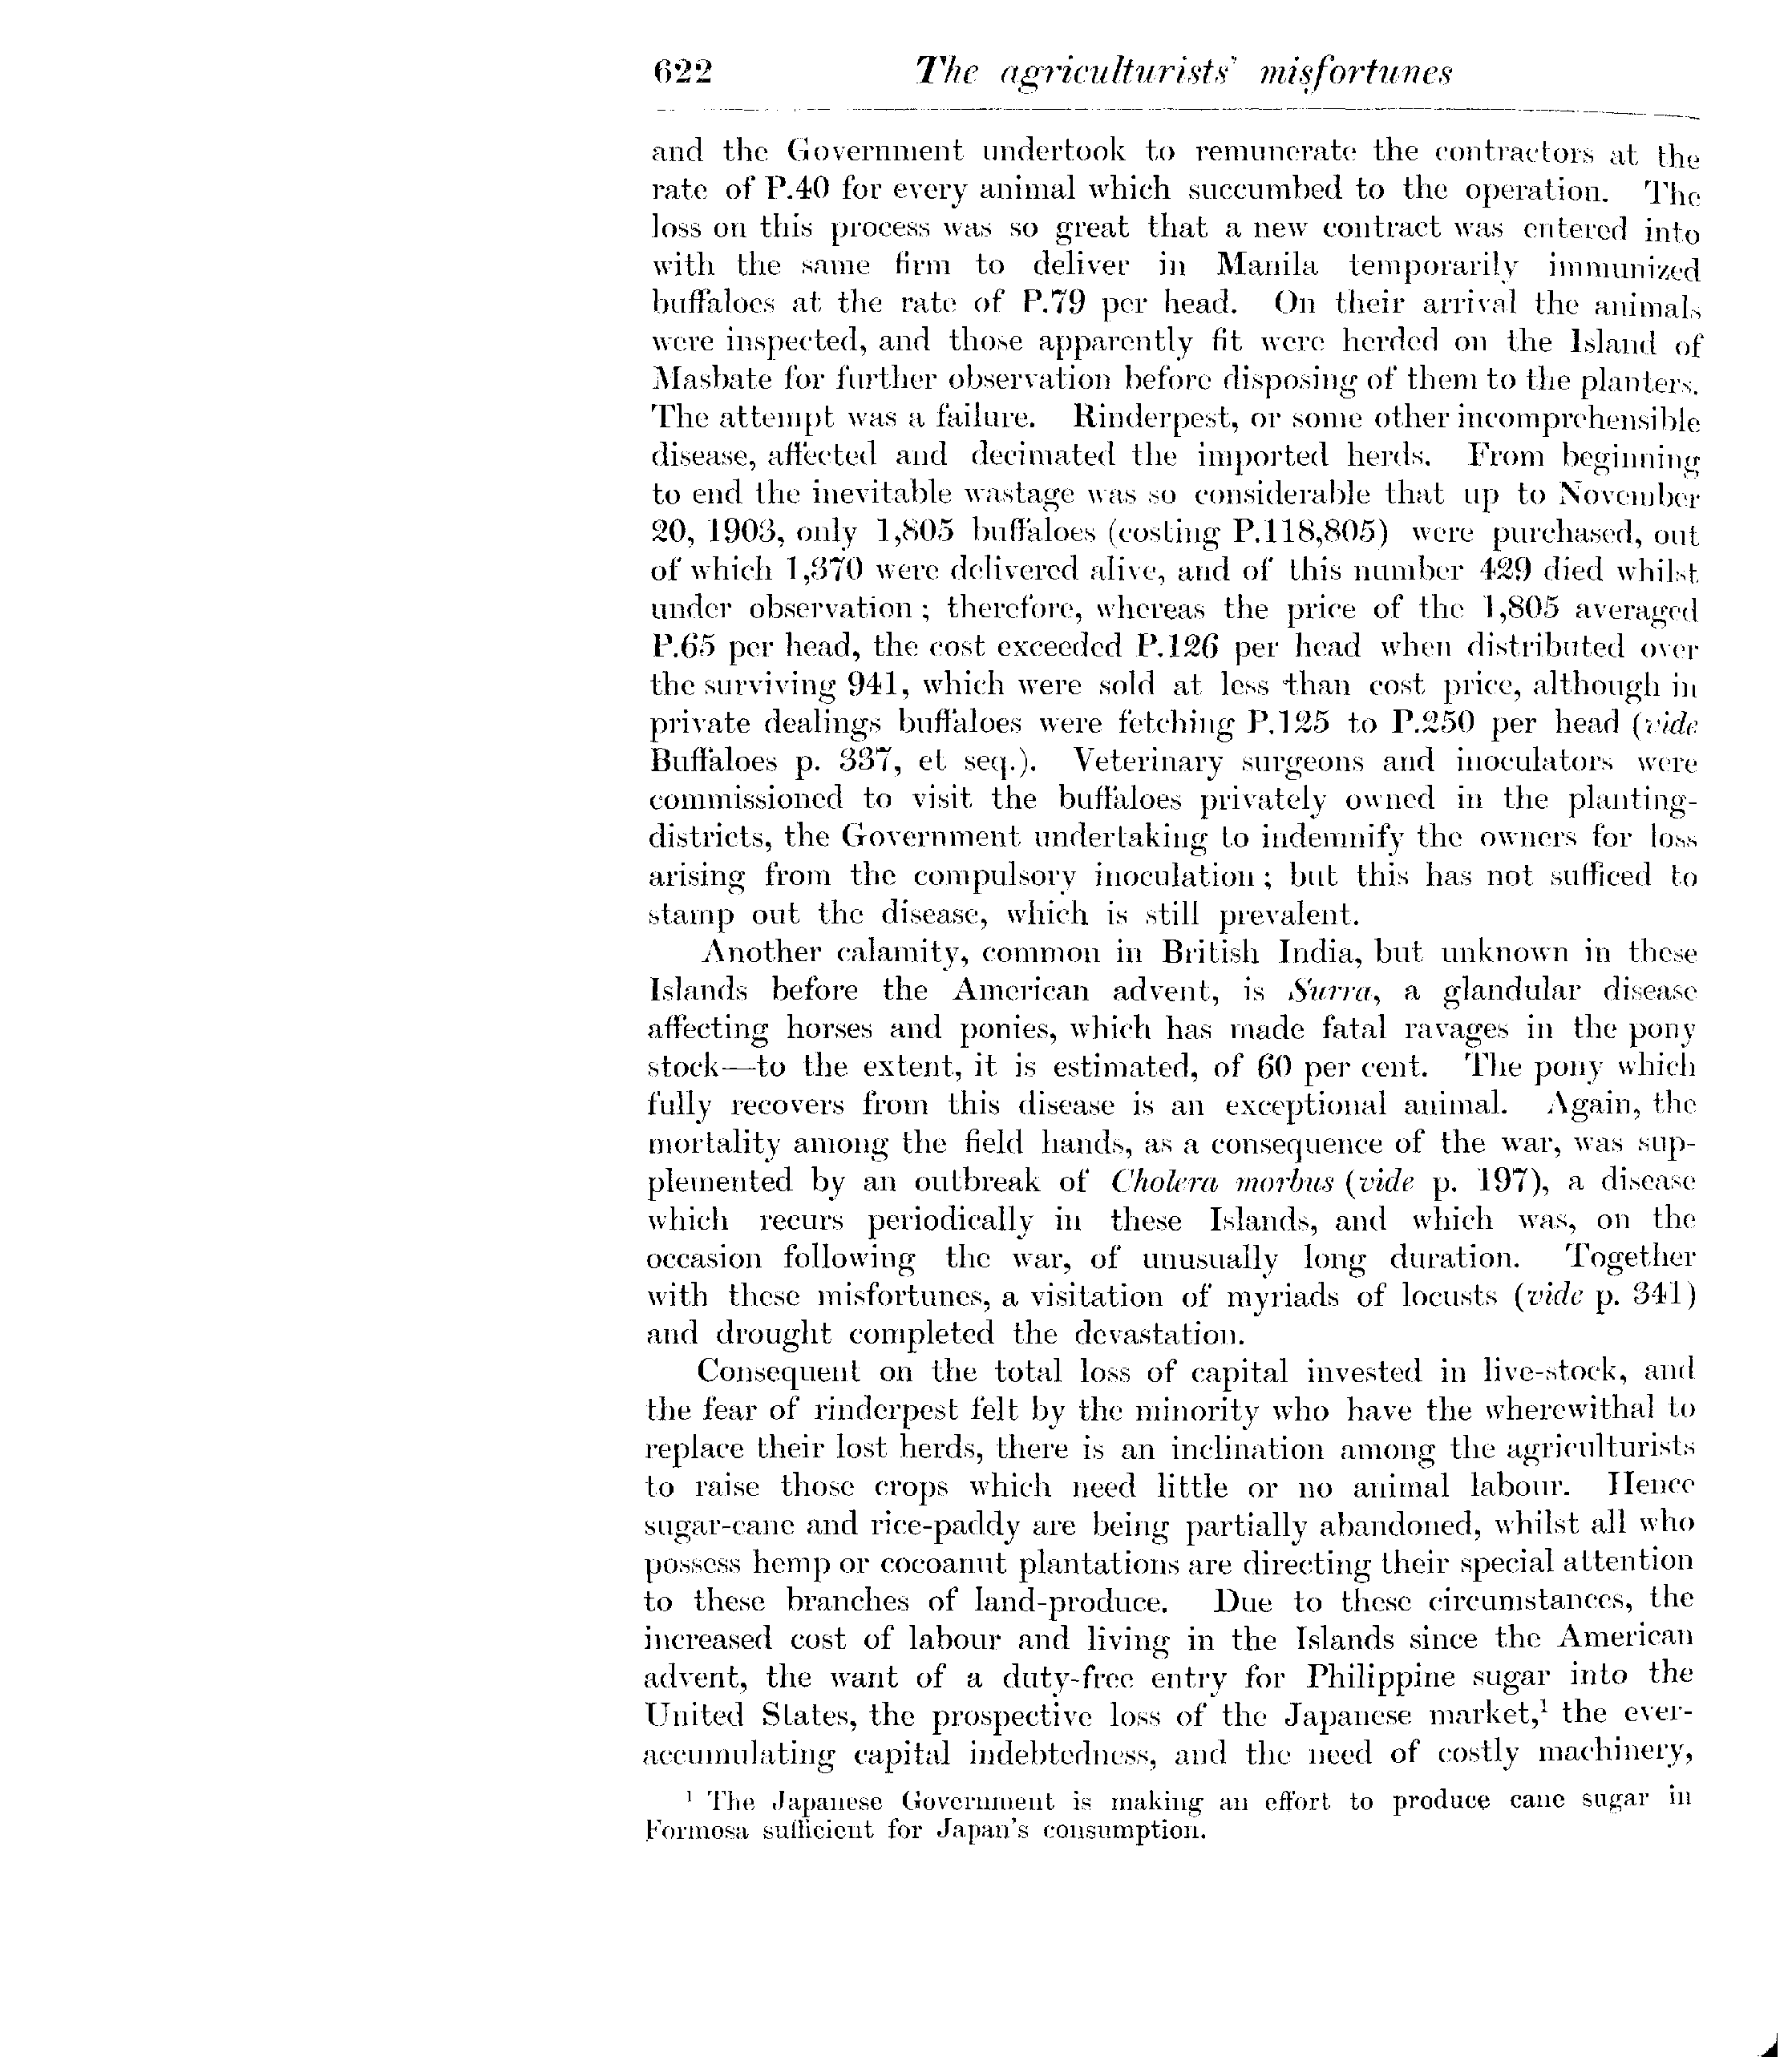 622 The agriculturists' misfortunes
and the Government undertook to remunerate the contractors at the
rate of P.40 for every animal which succumbed to the operation. The
loss on this process was so great that a new contract was entered into
with the same firm to deliver in Manila temporarily immunized
buffaloes at the rate of P.79 per head. On their arrival the animals
were inspected, and those apparently fit were herded on the Island of
Masbate for further observation before disposing of them to the planters.
The attempt was a failure. Rinderpest, or some other incomprehensible
disease, affected and decimated the imported herds. From beginning
to end the inevitable wastage was so considerable that up to November
20, 1903, only 1,805 buffaloes (costing P.118,805) were purchased, out
of which 1,370 were delivered alive, and of this number 429 died whilst
under observation; therefore, whereas the price of the 1,805 averaged
P.65 per head, the cost exceeded P.126 per head when distributed over
the surviving 941, which were sold at less than cost price, although in
private dealings buffaloes were fetching P.125 to P.250 per head (vide
Buffaloes p. 337, et seq.). Veterinary surgeons and inoculators were
commissioned to visit the buffaloes privately owned in the planting-
districts, the Government undertaking to indemnify the owners for loss
arising from the compulsory inoculation; but this has not sufficed to
stamp out the disease, which is still prevalent.
Another calamity, common in British India, but unknown in these
Islands before the American advent, is Surra, a glandular disease
affecting horses and ponies, which has made fatal ravages in the pony
stock—to the extent, it is estimated, of 60 per cent. The pony which
fully recovers from this disease is an exceptional animal. Again, the
mortality among the field hands, as a consequence of the war, was sup-
plemented by an outbreak of Cholera morbus (vide p. 197), a disease
which recurs periodically in these Islands, and which was, on the
occasion following the war, of unusually long duration. Together
with these misfortunes, a visitation of myriads of locusts (vide p. 341)
and drought completed the devastation.
Consequent on the total loss of capital invested in live-stock, and
the fear of rinderpest felt by the minority who have the wherewithal to
replace their lost herds, there is an inclination among the agriculturists
to raise those crops which need little or no animal labour. Hence
sugar-cane and rice-paddy are being partially abandoned, whilst all who
possess hemp or cocoanut plantations are directing their special attention
to these branches of land-produce. Due to these circumstances, the
increased cost of labour and living in the Islands since the American
advent, the want of a duty-free entry for Philippine sugar into the
United States, the prospective loss of the Japanese market,¹ the ever-
accumulating capital indebtedness, and the need of costly machinery,
¹ The Japanese Government is making an effort to produce cane sugar in
Formosa sufficient for Japan's consumption.